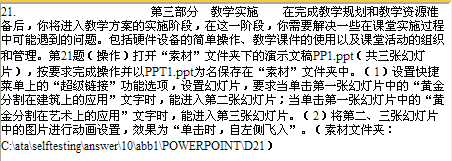 21.　　　　　　　　　第三部分　教学实施　　在完成教学规划和教学资源准
备后，你将进入教学方案的实施阶段，在这一阶段，你需要解决一些在课堂实施过程
中可能遇到的问题。包括硬件设备的简单操作、教学课件的使用以及课堂活动的组织
和管理。第21题（操作）打开“素材”文件夹下的演示文稿PP1.ppt（共三张幻灯
片），按要求完成操作并以PPT1.ppt为名保存在“素材”文件夹中。（1）设置快捷
菜单上的“超级链接”功能选项，设置幻灯片，要求当单击第一张幻灯片中的“黄金
分割在建筑上的应用”文字时，能进入第二张幻灯片；当单击第一张幻灯片中的“黄
金分割在艺术上的应用”文字时，能进入第三张幻灯片。（2）将第二、三张幻灯片
中的图片进行动画设置，效果为“单击时，自左侧飞入”。（素材文件夹：
C:\ata\selftesting\answer\10\abb1\POWERPOINT\D21）